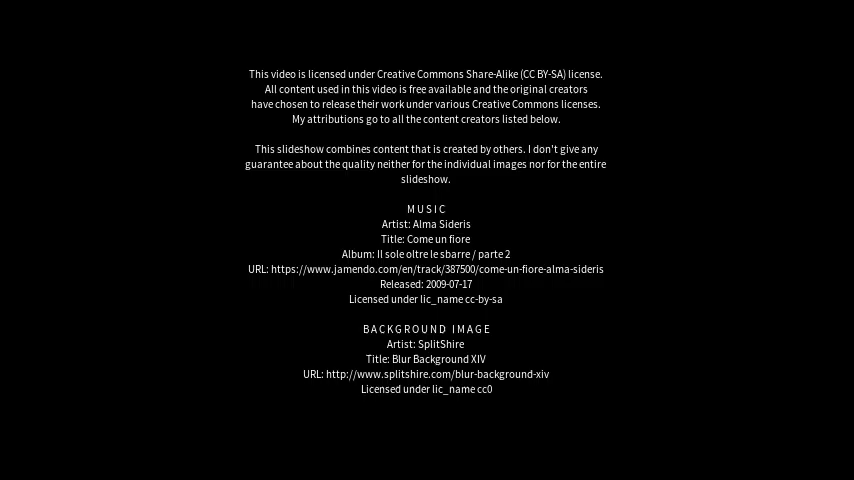 This video is licensed under Creative Commons Share-Alike (CC BY-SA) license.
All content used in this video is free available and the original creators
have chosen to release their work under various Creative Commons licenses.
My attributions go to all the content creators listed below.
This slideshow combines content that is created by others. I don't give any
guarantee about the quality neither for the individual images nor for the entire
slideshow.
MUSIC
Artist: Alma Sideris
Title: Come un fiore
Album: Il sole oltre le sbarre / parte 2
URL: https://www.jamendo.com/en/track/387500/come-un-fiore-alma-sideris
Released: 2009-07-17
Licensed under lic_name cc-by-sa
BACKGROUND IMAGE
Artist: SplitShire
Title: Blur Background XIV
URL: http://www.splitshire.com/blur-background-xiv
Licensed under lic_name cc0